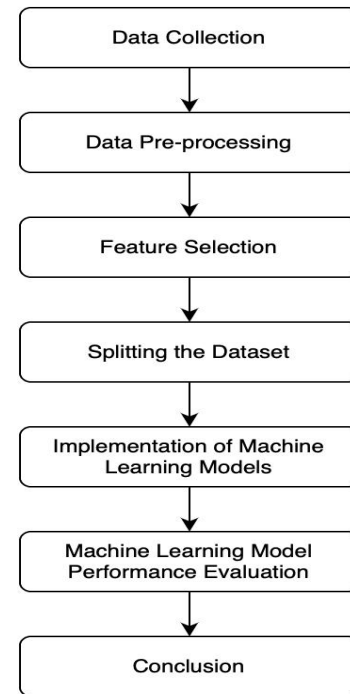 Data Collection
Data Pre-processing
Feature Selection
Splitting the Dataset
Implementation of Machine
Learning Models
Machine Learning Model
Performance Evaluation
Conclusion